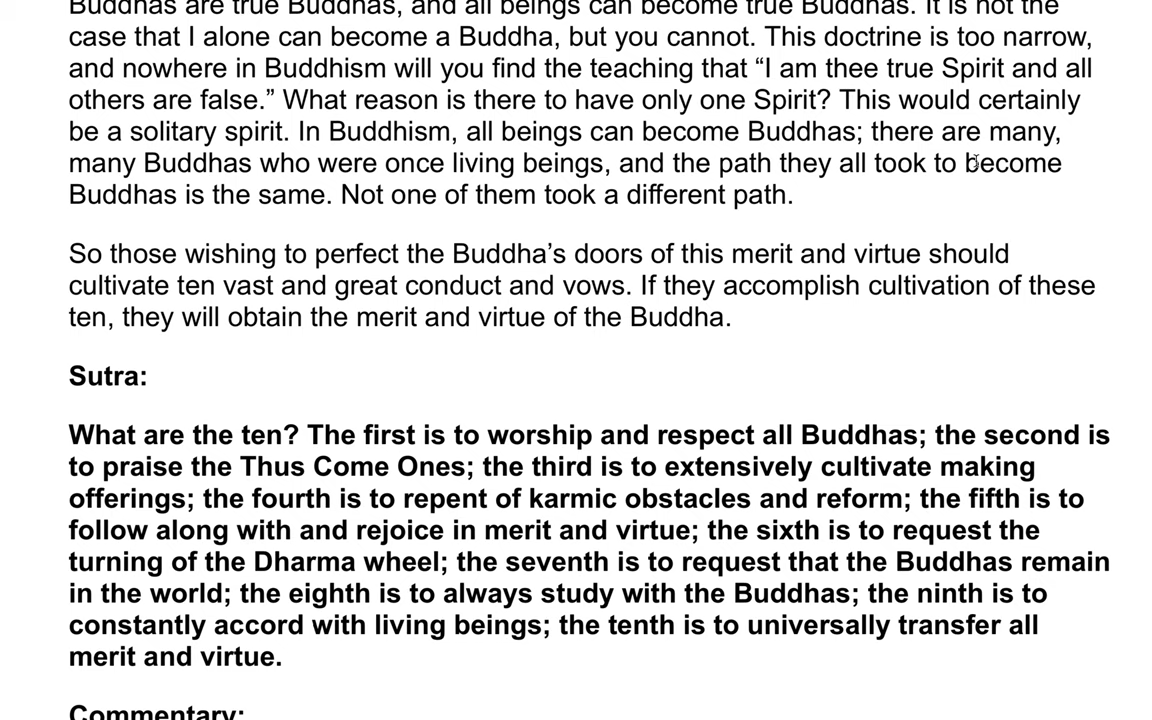 Buddhas are true Buddhas, and all beings can become true Buddhas. It is not the
case that I alone can become a Buddha, but you cannot. This doctrine is too narrow,
and nowhere in Buddhism will you find the teaching that “I am thee true Spirit and all
others are false.” What reason is there to have only one Spirit? This would certainly
be a solitary spirit. In Buddhism, all beings can become Buddhas; there are many,
many Buddhas who were once living beings, and the path they all took to become
Buddhas is the same. Not one of them took a different path.
So those wishing to perfect the Buddha’s doors of this merit and virtue should
cultivate ten vast and great conduct and vows. If they accomplish cultivation of these
ten, they will obtain the merit and virtue of the Buddha.
Sutra:
What are the ten? The first is to worship and respect all Buddhas; the second is
to praise the Thus Come Ones; the third is to extensively cultivate making
offerings; the fourth is to repent of karmic obstacles and reform; the fifth is to
follow along with and rejoice in merit and virtue; the sixth is to request the
turning of the Dharma wheel; the seventh is to request that the Buddhas remain
in the world; the eighth is to always study with the Buddhas; the ninth is to
constantly accord with living beings; the tenth is to universally transfer all
merit and virtue.
Commentary: